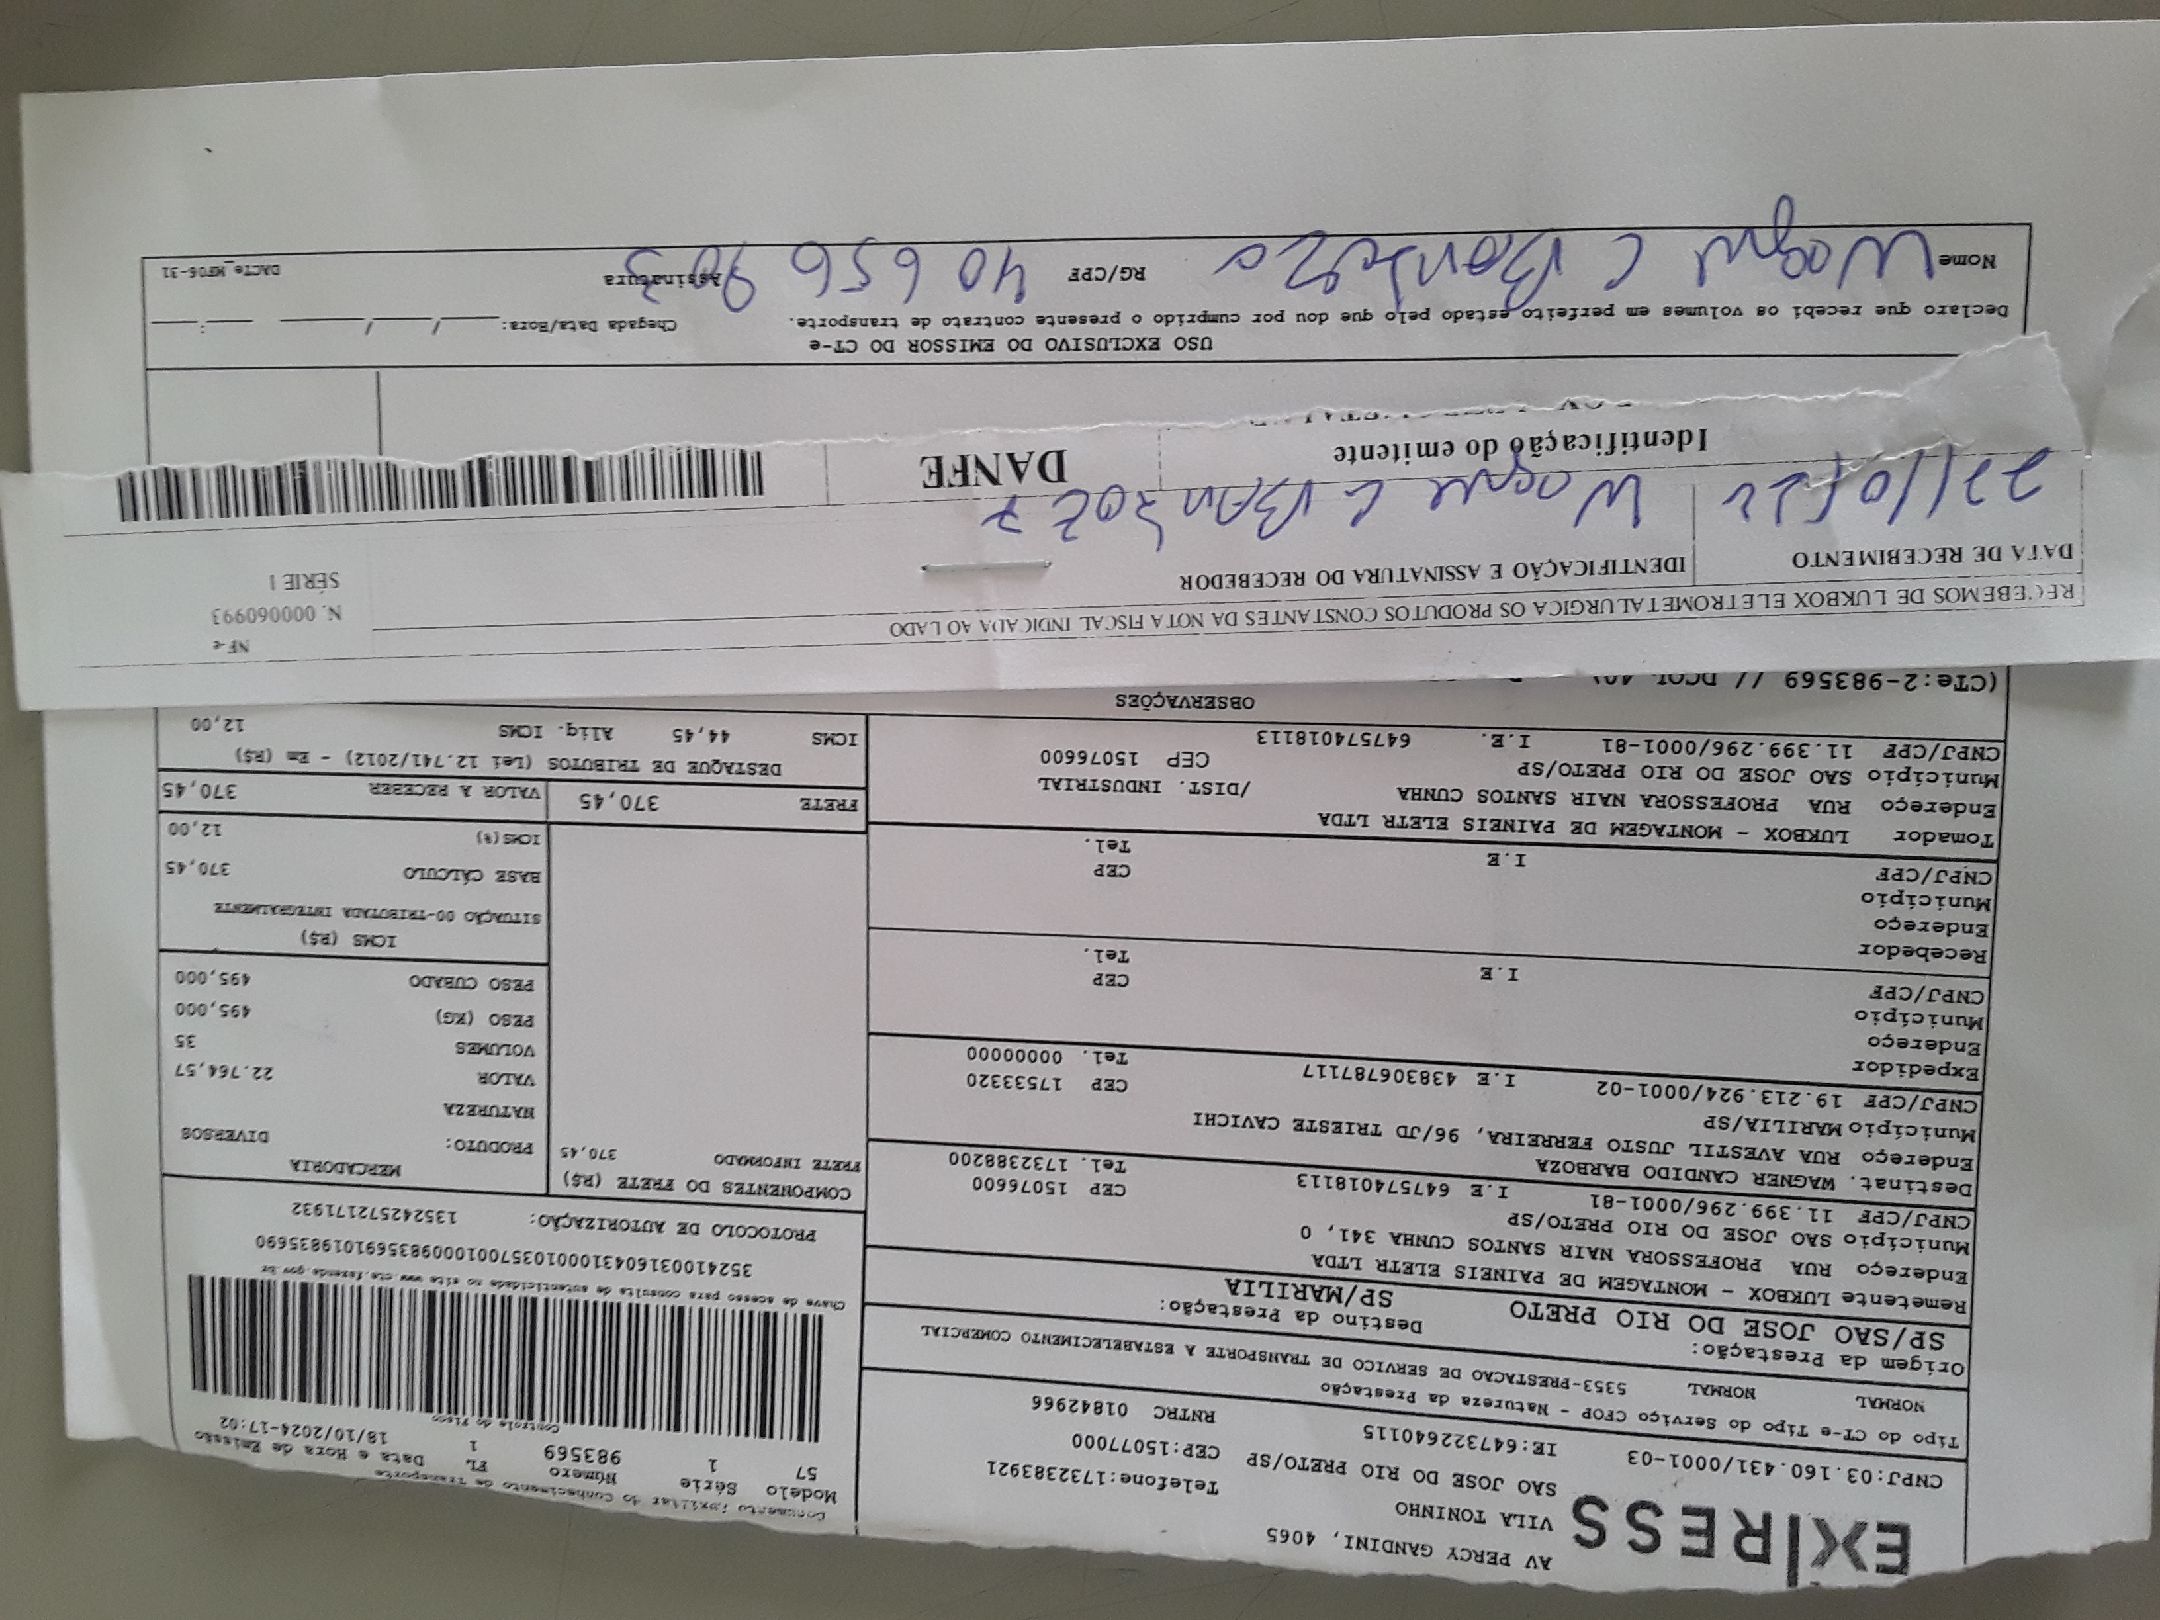 EXPRESS
AV PERCY GANDINI, 4065
VILA TONINHO
SAO JOSE DO RIO PRETO/SP CEP:15077000
Telefone:1732383921
CNPJ:03.160.431/0001-03 IE:647322640115 RNTRC 01842966
Documento Auxiliar do Conhecimento de Transporte
Modelo Série Número FL Data e Hora de Emissão
57 1 983569 1 18/10/2024-17:02
Controle do Fisco
Chave de acesso para consulta de autenticidade no site www.cte.fazenda.gov.br
PROTOCOLO DE AUTORIZAÇÃO: 135242572171932
Tipo do CT-e Tipo do Serviço CFOP - Natureza da Prestação
NORMAL NORMAL 5353-PRESTACAO DE SERVICO DE TRANSPORTE A ESTABELECIMENTO COMERCIAL
Origem da Prestação: Destino da Prestação:
SP/SAO JOSE DO RIO PRETO SP/MARILIA
Remetente LUKBOX - MONTAGEM DE PAINEIS ELETR LTDA
Endereço RUA PROFESSORA NAIR SANTOS CUNHA 341, 0
Município SAO JOSE DO RIO PRETO/SP CEP 15076600
CNPJ/CPF 11.399.296/0001-81 I.E 647574018113 Tel. 1732388200
Destinat. WAGNER CANDIDO BARBOZA
Endereço RUA AVESTIL JUSTO FERREIRA, 96/JD TRIESTE CAVICHI
Município MARILIA/SP CEP 17533320
CNPJ/CPF 19.213.924/0001-02 I.E 438306787117 Tel. 00000000
Expedidor
Endereço
Município CEP
CNPJ/CPF I.E Tel.
Recebedor
Endereço
Município CEP
CNPJ/CPF I.E Tel.
Tomador LUKBOX - MONTAGEM DE PAINEIS ELETR LTDA
Endereço RUA PROFESSORA NAIR SANTOS CUNHA /DIST. INDUSTRIAL
Município SAO JOSE DO RIO PRETO/SP CEP 15076600
CNPJ/CPF 11.399.296/0001-81 I.E. 647574018113
COMPONENTES DO FRETE (R$)
FRETE INFORMADO 370,45
MERCADORIA
PRODUTO: DIVERSOS
NATUREZA
VALOR 22.764,57
VOLUMES 35
PESO (KG) 495,000
PESO CUBADO 495,000
ICMS (R$)
SITUAÇÃO 00-TRIBUTADA INTEGRALMENTE
BASE CÁLCULO 370,45
ICMS(%) 12,00
FRETE 370,45 VALOR A RECEBER 370,45
DESTAQUE DE TRIBUTOS (Lei 12.741/2012) - Em (R$)
ICMS 44,45 Aliq. ICMS 12,00
OBSERVAÇÕES
(CTe:2-983569 // DCOL
RECEBEMOS DE LUKBOX ELETROMETALURGICA OS PRODUTOS CONSTANTES DA NOTA FISCAL INDICADA AO LADO
NF-e
N. 000060993
SÉRIE 1
DATA DE RECEBIMENTO IDENTIFICAÇÃO E ASSINATURA DO RECEBEDOR
Identificação do emitente DANFE
USO EXCLUSIVO DO EMISSOR DO CT-e
Declaro que recebi os volumes em perfeito estado pelo que dou por cumprido o presente contrato de transporte. Chegada Data/Hora: __/__/__ __:__
Nome RG/CPF 40 656 903 Assinatura
DACTe_MF06-31